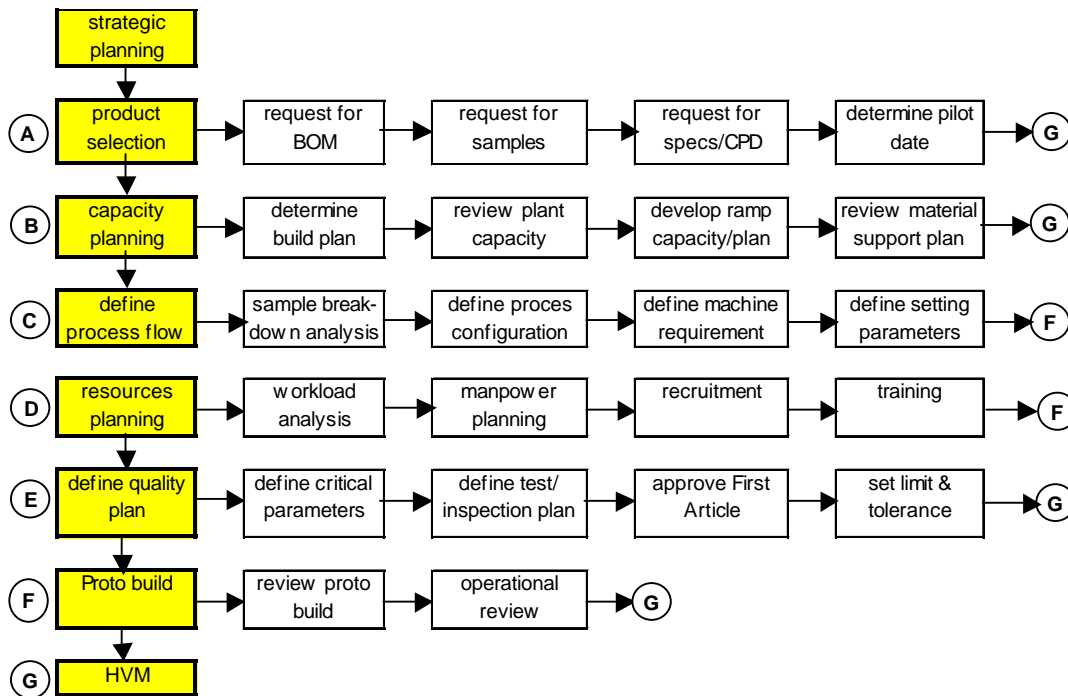 strategic
planning
A
product
selection
request for
BOM
request for
samples
request for
specs/CPD
determine pilot
date
G
B
capacity
planning
determine
build plan
review plant
capacity
develop ramp
capacity/plan
review material
support plan
G
C
define
process flow
sample break-
down analysis
define proces
configuration
define machine
requirement
define setting
parameters
F
D
resources
planning
workload
analysis
manpower
planning
recruitment
training
F
E
define quality
plan
define critical
parameters
define test/
inspection plan
approve First
Article
set limit &
tolerance
G
F
Proto build
review proto
build
operational
review
G
G
HVM